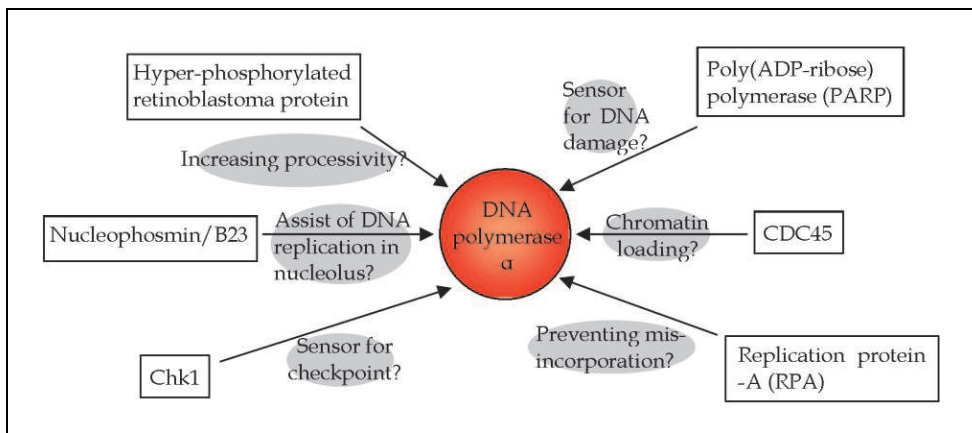 Hyper-phosphorylated
retinoblastoma protein
Poly(ADP-ribose)
polymerase (PARP)
Sensor
for DNA
damage?
Increasing processivity?
DNA
polymerase
α
Nucleophosmin/B23
Assist of DNA
replication in
nucleolus?
Chromatin
loading?
CDC45
Chk1
Sensor for
checkpoint?
Preventing mis-
incorporation?
Replication protein
-A (RPA)